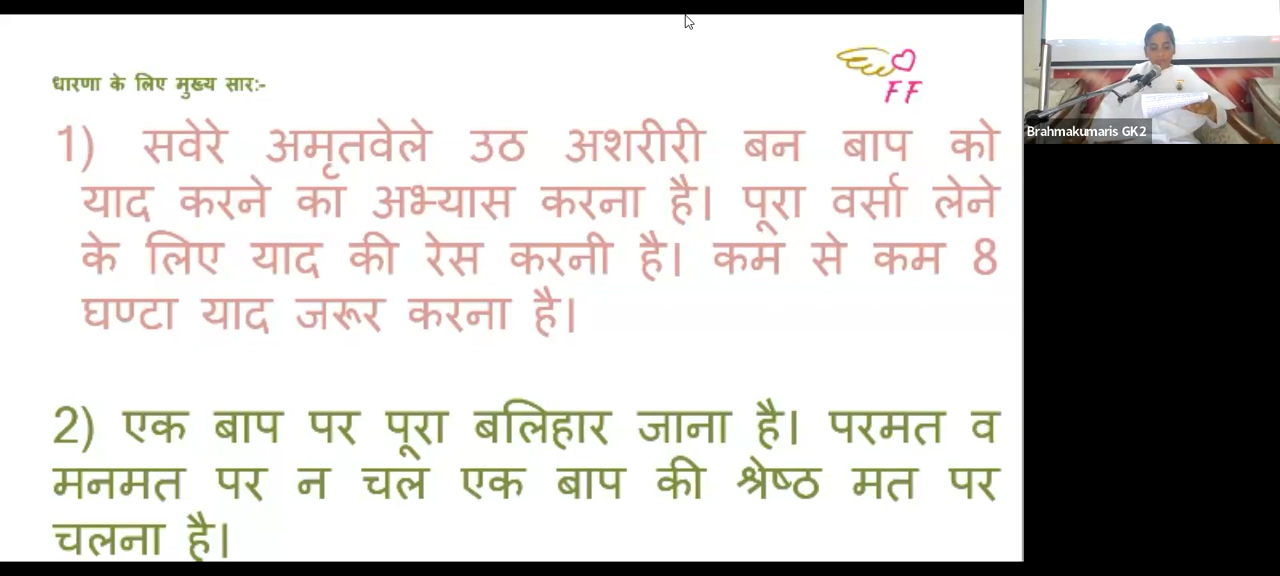 धारणा के लिए मुख्य सार:-
FF
1) सवेरे अमृतवेले उठ अशरीरी बन बाप को
याद करने का अभ्यास करना है। पूरा वर्सा लेने
के लिए याद की रेस करनी है। कम से कम 8
घण्टा याद जरूर करना है।
2) एक बाप पर पूरा बलिहार जाना है। परमत व
मनमत पर न चल एक बाप की श्रेष्ठ मत पर
चलना है।
Brahmakumaris GK2